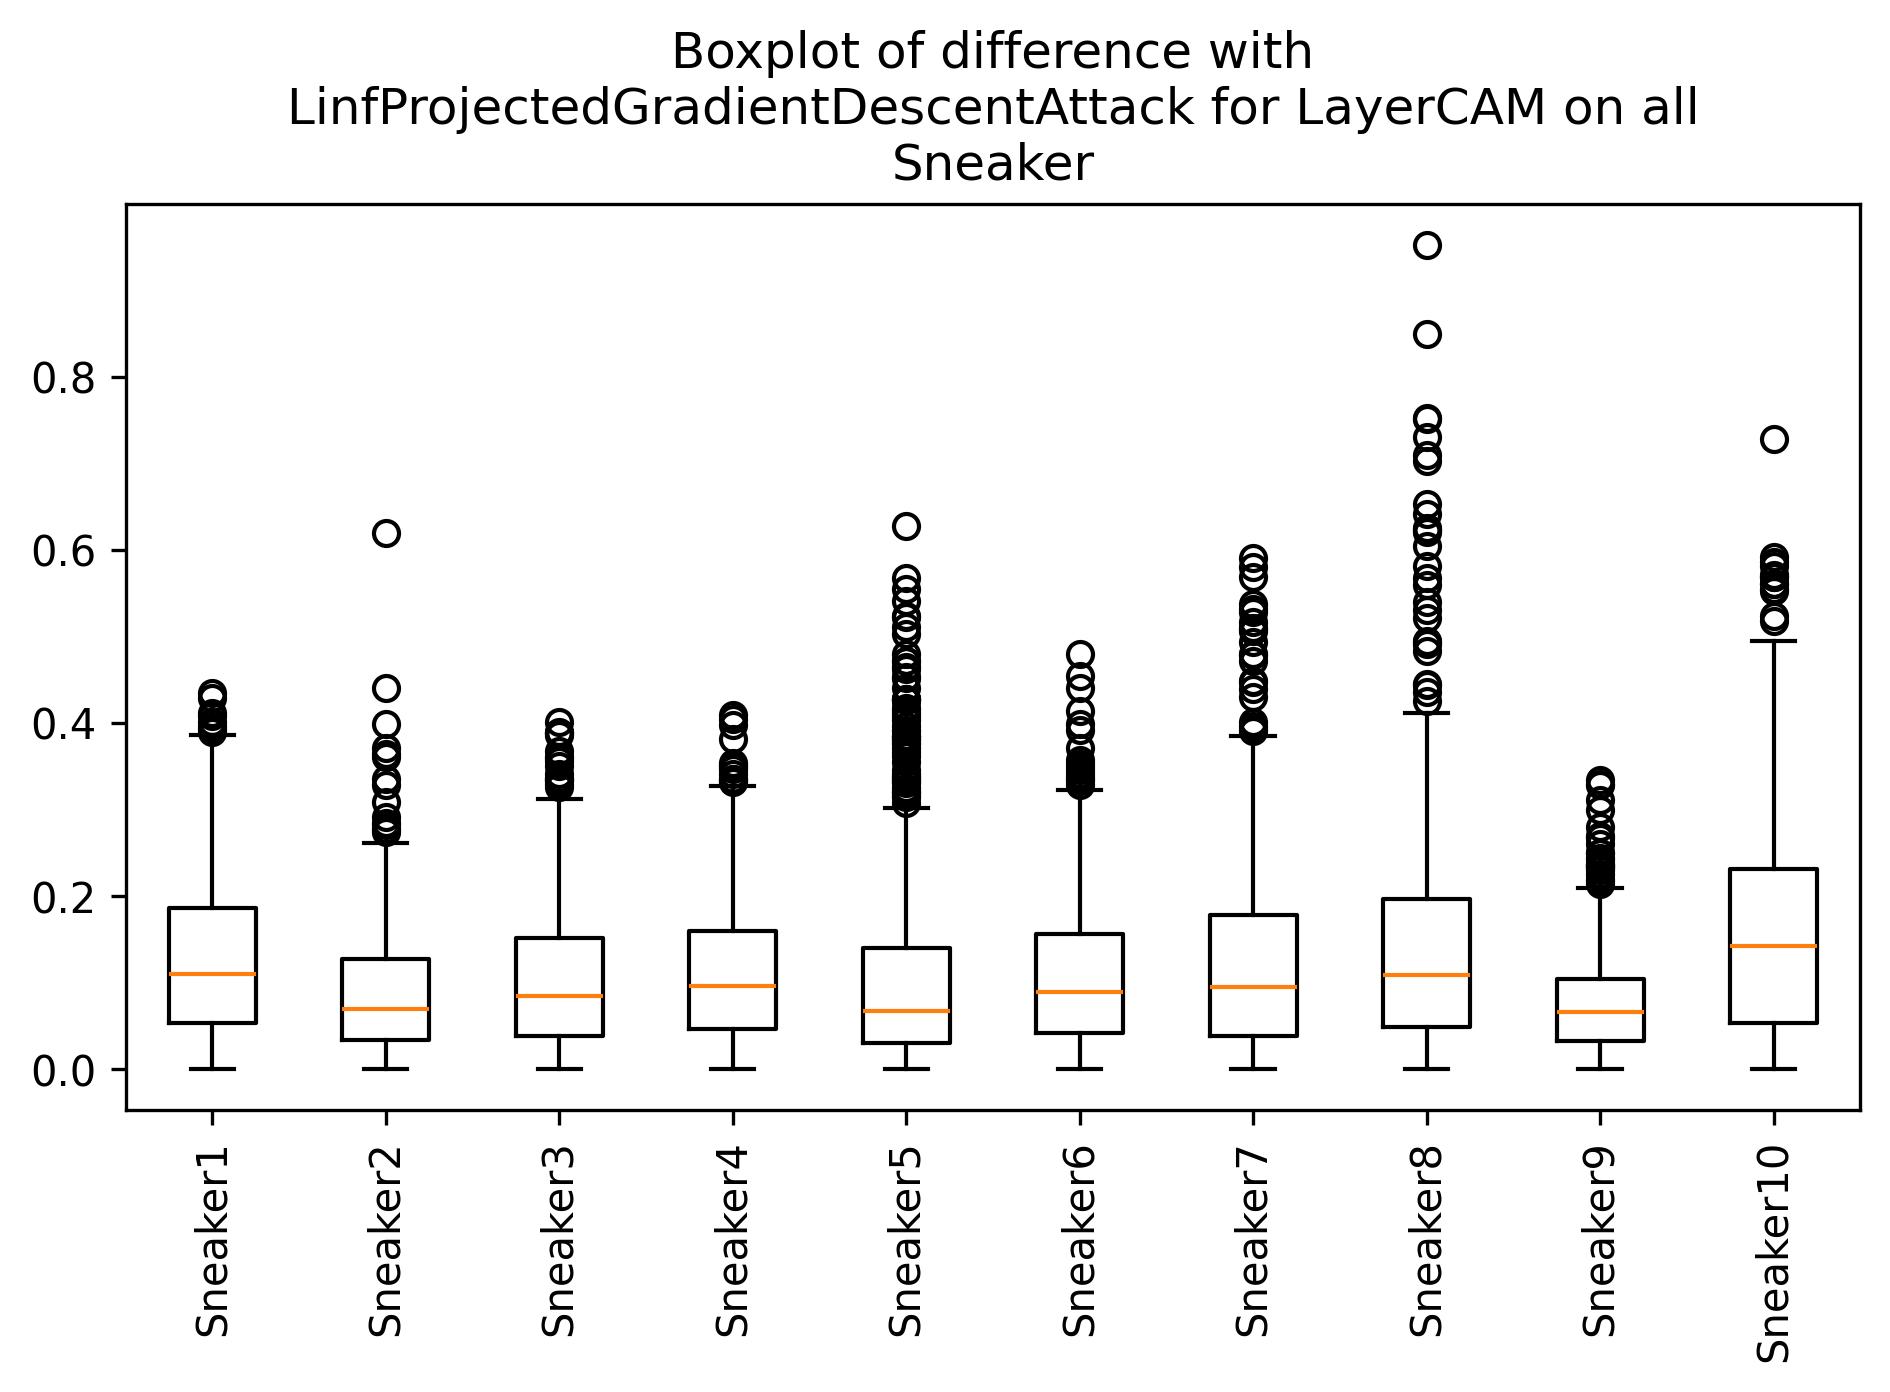 Boxplot of difference with
LinfProjectedGradientDescentAttack for LayerCAM on all
Sneaker
0.8
0.6
0.4
0.2
0.0
Sneaker1
Sneaker2
Sneaker3
Sneaker4
Sneaker5
Sneaker6
Sneaker7
Sneaker8
Sneaker9
Sneaker10